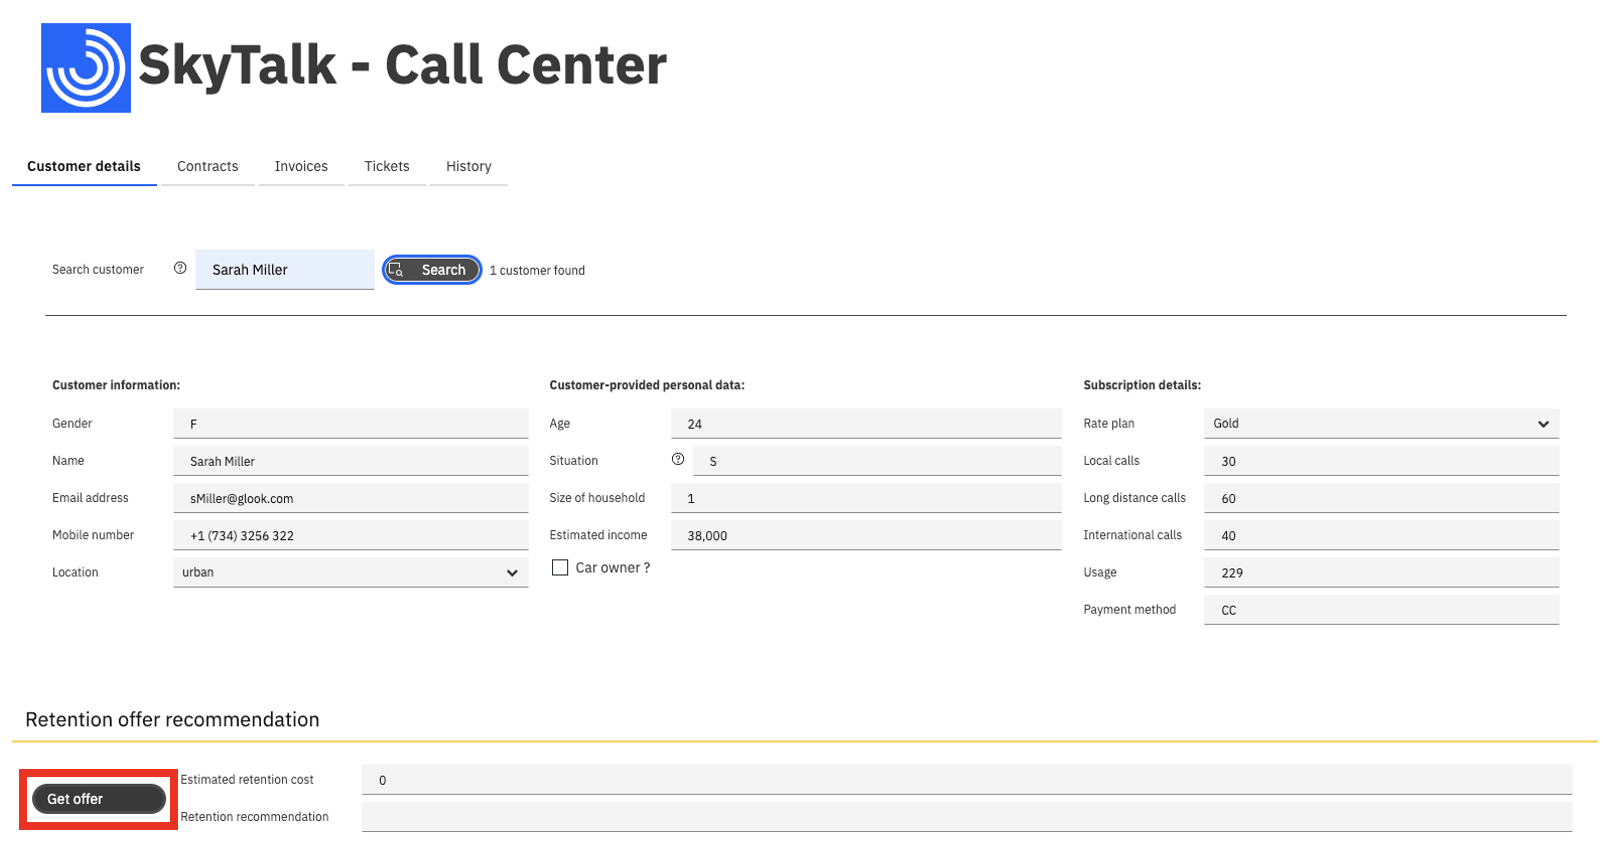 SkyTalk - Call Center
Customer details Contracts Invoices Tickets History
Search customer ? Sarah Miller Search 1 customer found
Customer information: Customer-provided personal data: Subscription details:
Gender F Age 24 Rate plan Gold
Name Sarah Miller Situation ? S Local calls 30
Email address sMiller@glook.com Size of household 1 Long distance calls 60
Mobile number +1 (734) 3256 322 Estimated income 38,000 International calls 40
Location urban Car owner ? Usage 229
Payment method CC
Retention offer recommendation
Get offer Estimated retention cost 0
Retention recommendation